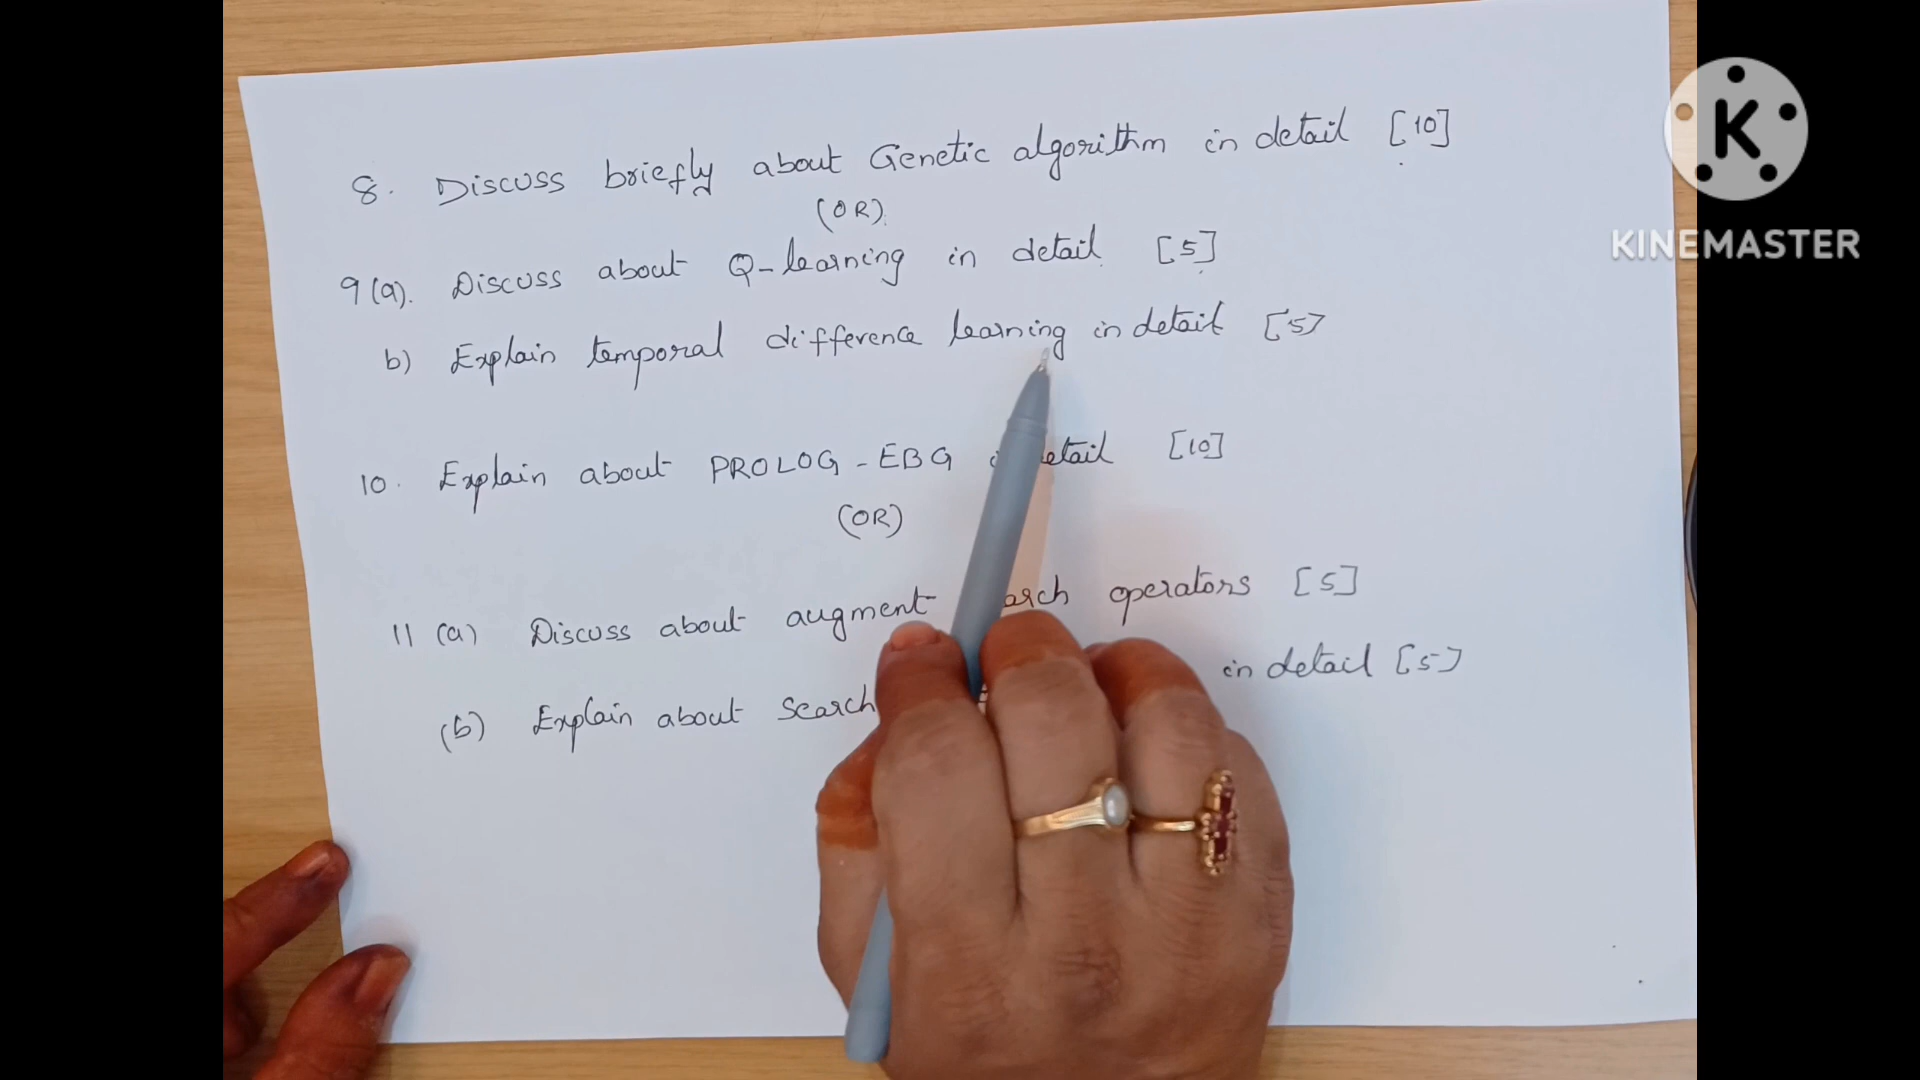 8. Discuss briefly about Genetic algorithm in detail [10]
(OR)
9(a). Discuss about Q-learning in detail [5]
b) Explain temporal difference learning in detail [5]
10. Explain about PROLOG-EBG detail [10]
(OR)
11 (a) Discuss about augment operators [5]
(b) Explain about search in detail [5]
K
KINEMASTER